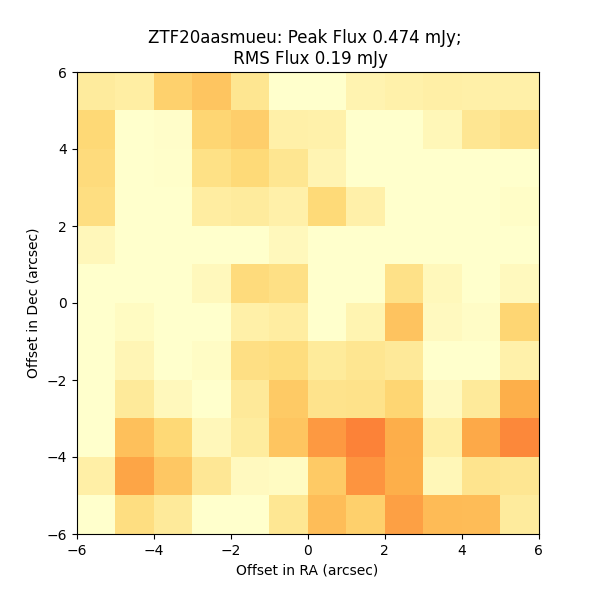 ZTF20aasmueu: Peak Flux 0.474 mJy;
RMS Flux 0.19 mJy
6
4
2
0
−2
−4
−6
Offset in Dec (arcsec)
−6 −4 −2 0 2 4 6
Offset in RA (arcsec)